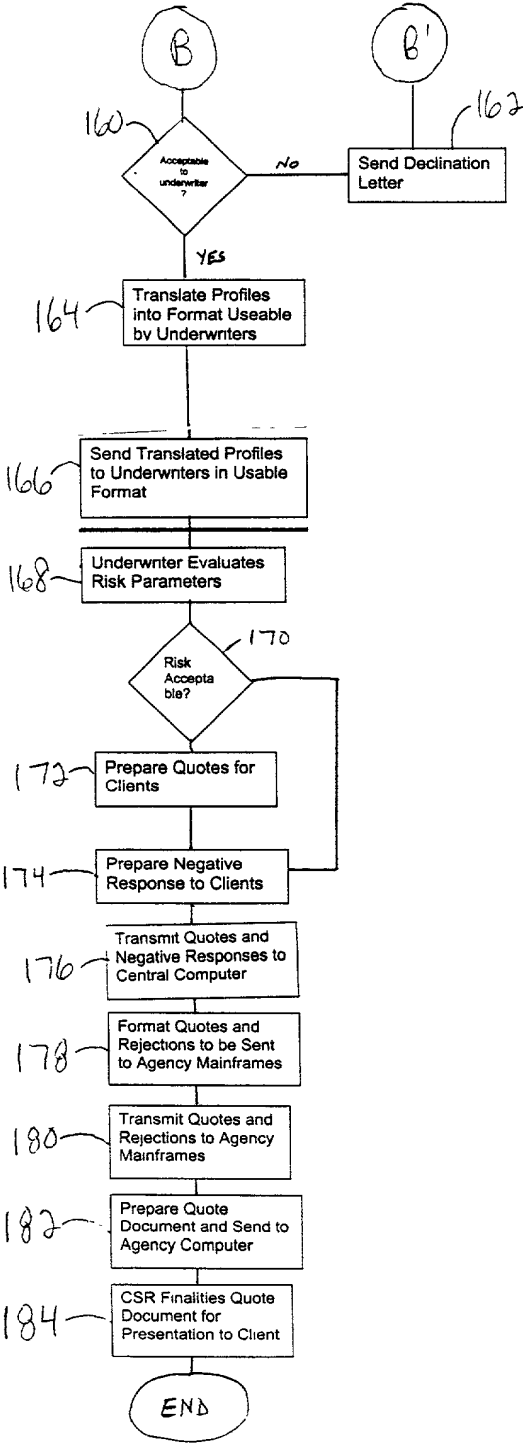 B
B'
160
Acceptable
to
underwriter
?
NO
162
Send Declination
Letter
YES
164
Translate Profiles
into Format Useable
by Underwriters
166
Send Translated Profiles
to Underwriters in Usable
Format
168
Underwriter Evaluates
Risk Parameters
170
Risk
Accepta
ble?
172
Prepare Quotes for
Clients
174
Prepare Negative
Response to Clients
176
Transmit Quotes and
Negative Responses to
Central Computer
178
Format Quotes and
Rejections to be Sent
to Agency Mainframes
180
Transmit Quotes and
Rejections to Agency
Mainframes
182
Prepare Quote
Document and Send to
Agency Computer
184
CSR Finalities Quote
Document for
Presentation to Client
END